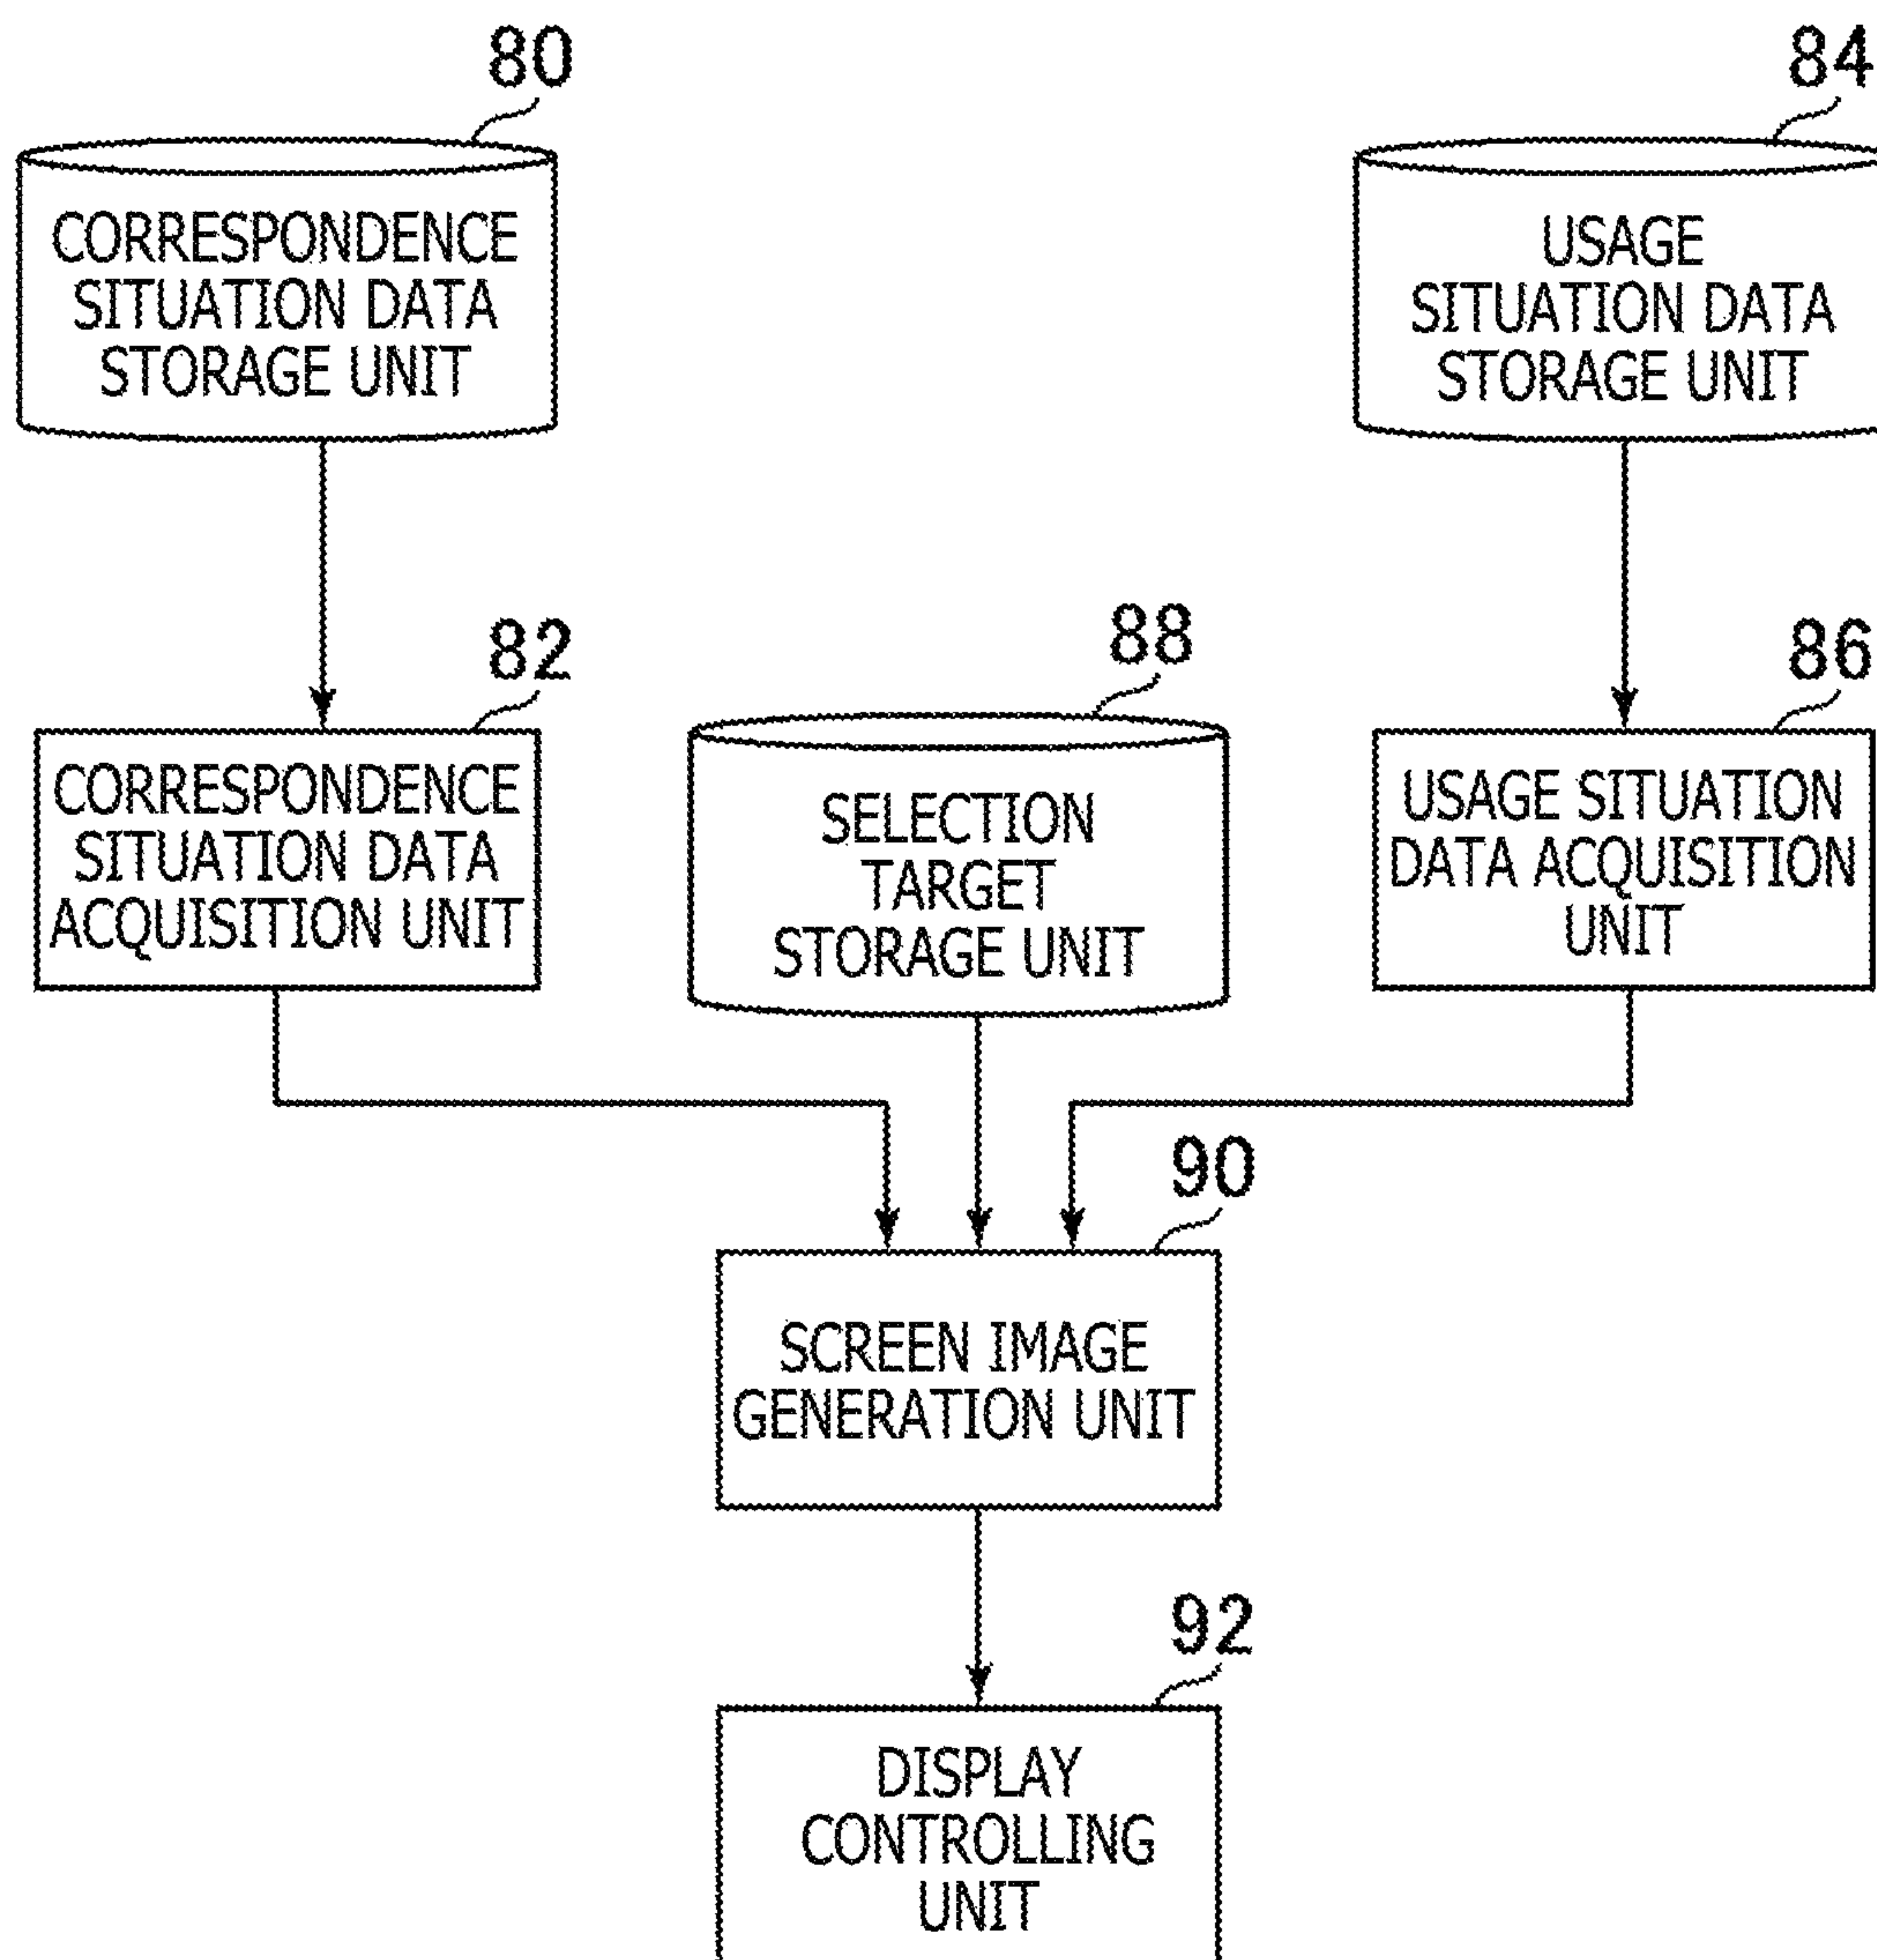 80
CORRESPONDENCE
SITUATION DATA
STORAGE UNIT
84
USAGE
SITUATION DATA
STORAGE UNIT
82
CORRESPONDENCE
SITUATION DATA
ACQUISITION UNIT
88
SELECTION
TARGET
STORAGE UNIT
86
USAGE SITUATION
DATA ACQUISITION
UNIT
90
SCREEN IMAGE
GENERATION UNIT
92
DISPLAY
CONTROLLING
UNIT